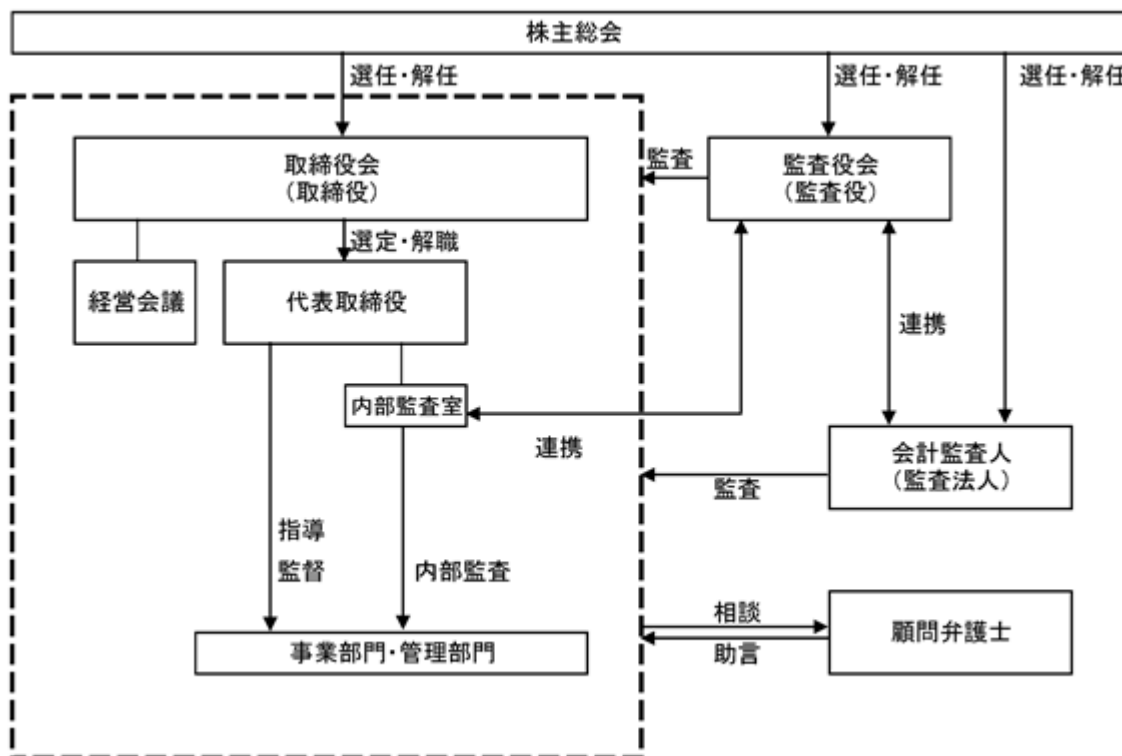 株主総会
選任・解任
選任・解任
選任・解任
取締役会
(取締役)
監査
監査役会
(監査役)
選定・解職
経営会議
代表取締役
連携
内部監査室
連携
会計監査人
(監査法人)
監査
指導
監督
内部監査
相談
助言
顧問弁護士
事業部門・管理部門